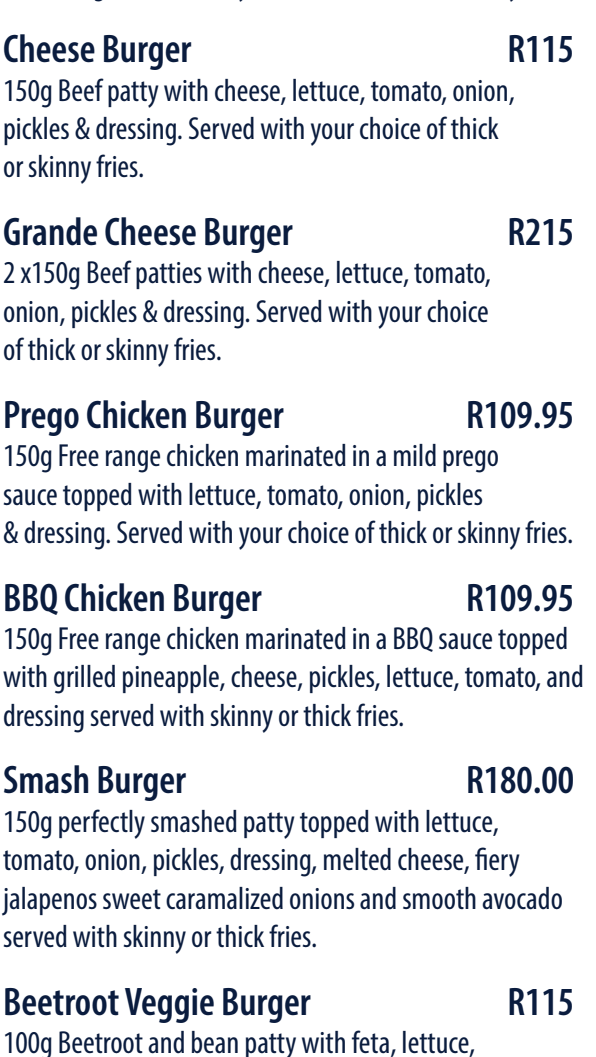 Cheese Burger R115
150g Beef patty with cheese, lettuce, tomato, onion,
pickles & dressing. Served with your choice of thick
or skinny fries.
Grande Cheese Burger R215
2 x150g Beef patties with cheese, lettuce, tomato,
onion, pickles & dressing. Served with your choice
of thick or skinny fries.
Prego Chicken Burger R109.95
150g Free range chicken marinated in a mild prego
sauce topped with lettuce, tomato, onion, pickles
& dressing. Served with your choice of thick or skinny fries.
BBQ Chicken Burger R109.95
150g Free range chicken marinated in a BBQ sauce topped
with grilled pineapple, cheese, pickles, lettuce, tomato, and
dressing served with skinny or thick fries.
Smash Burger R180.00
150g perfectly smashed patty topped with lettuce,
tomato, onion, pickles, dressing, melted cheese, fiery
jalapenos sweet caramalized onions and smooth avocado
served with skinny or thick fries.
Beetroot Veggie Burger R115
100g Beetroot and bean patty with feta, lettuce,